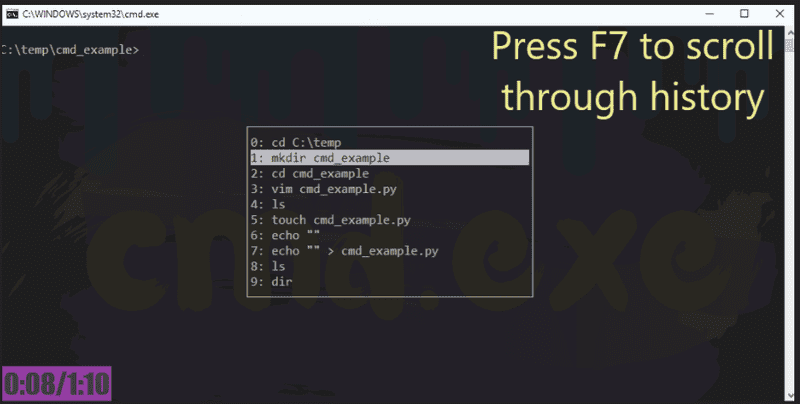 C:\WINDOWS\system32\cmd.exe
C:\temp\cmd_example>
Press F7 to scroll
through history
0: cd C:\temp
1: mkdir cmd_example
2: cd cmd_example
3: vim cmd_example.py
4: ls
5: touch cmd_example.py
6: echo ""
7: echo "" > cmd_example.py
8: ls
9: dir
cmd.exe
0:08/1:10